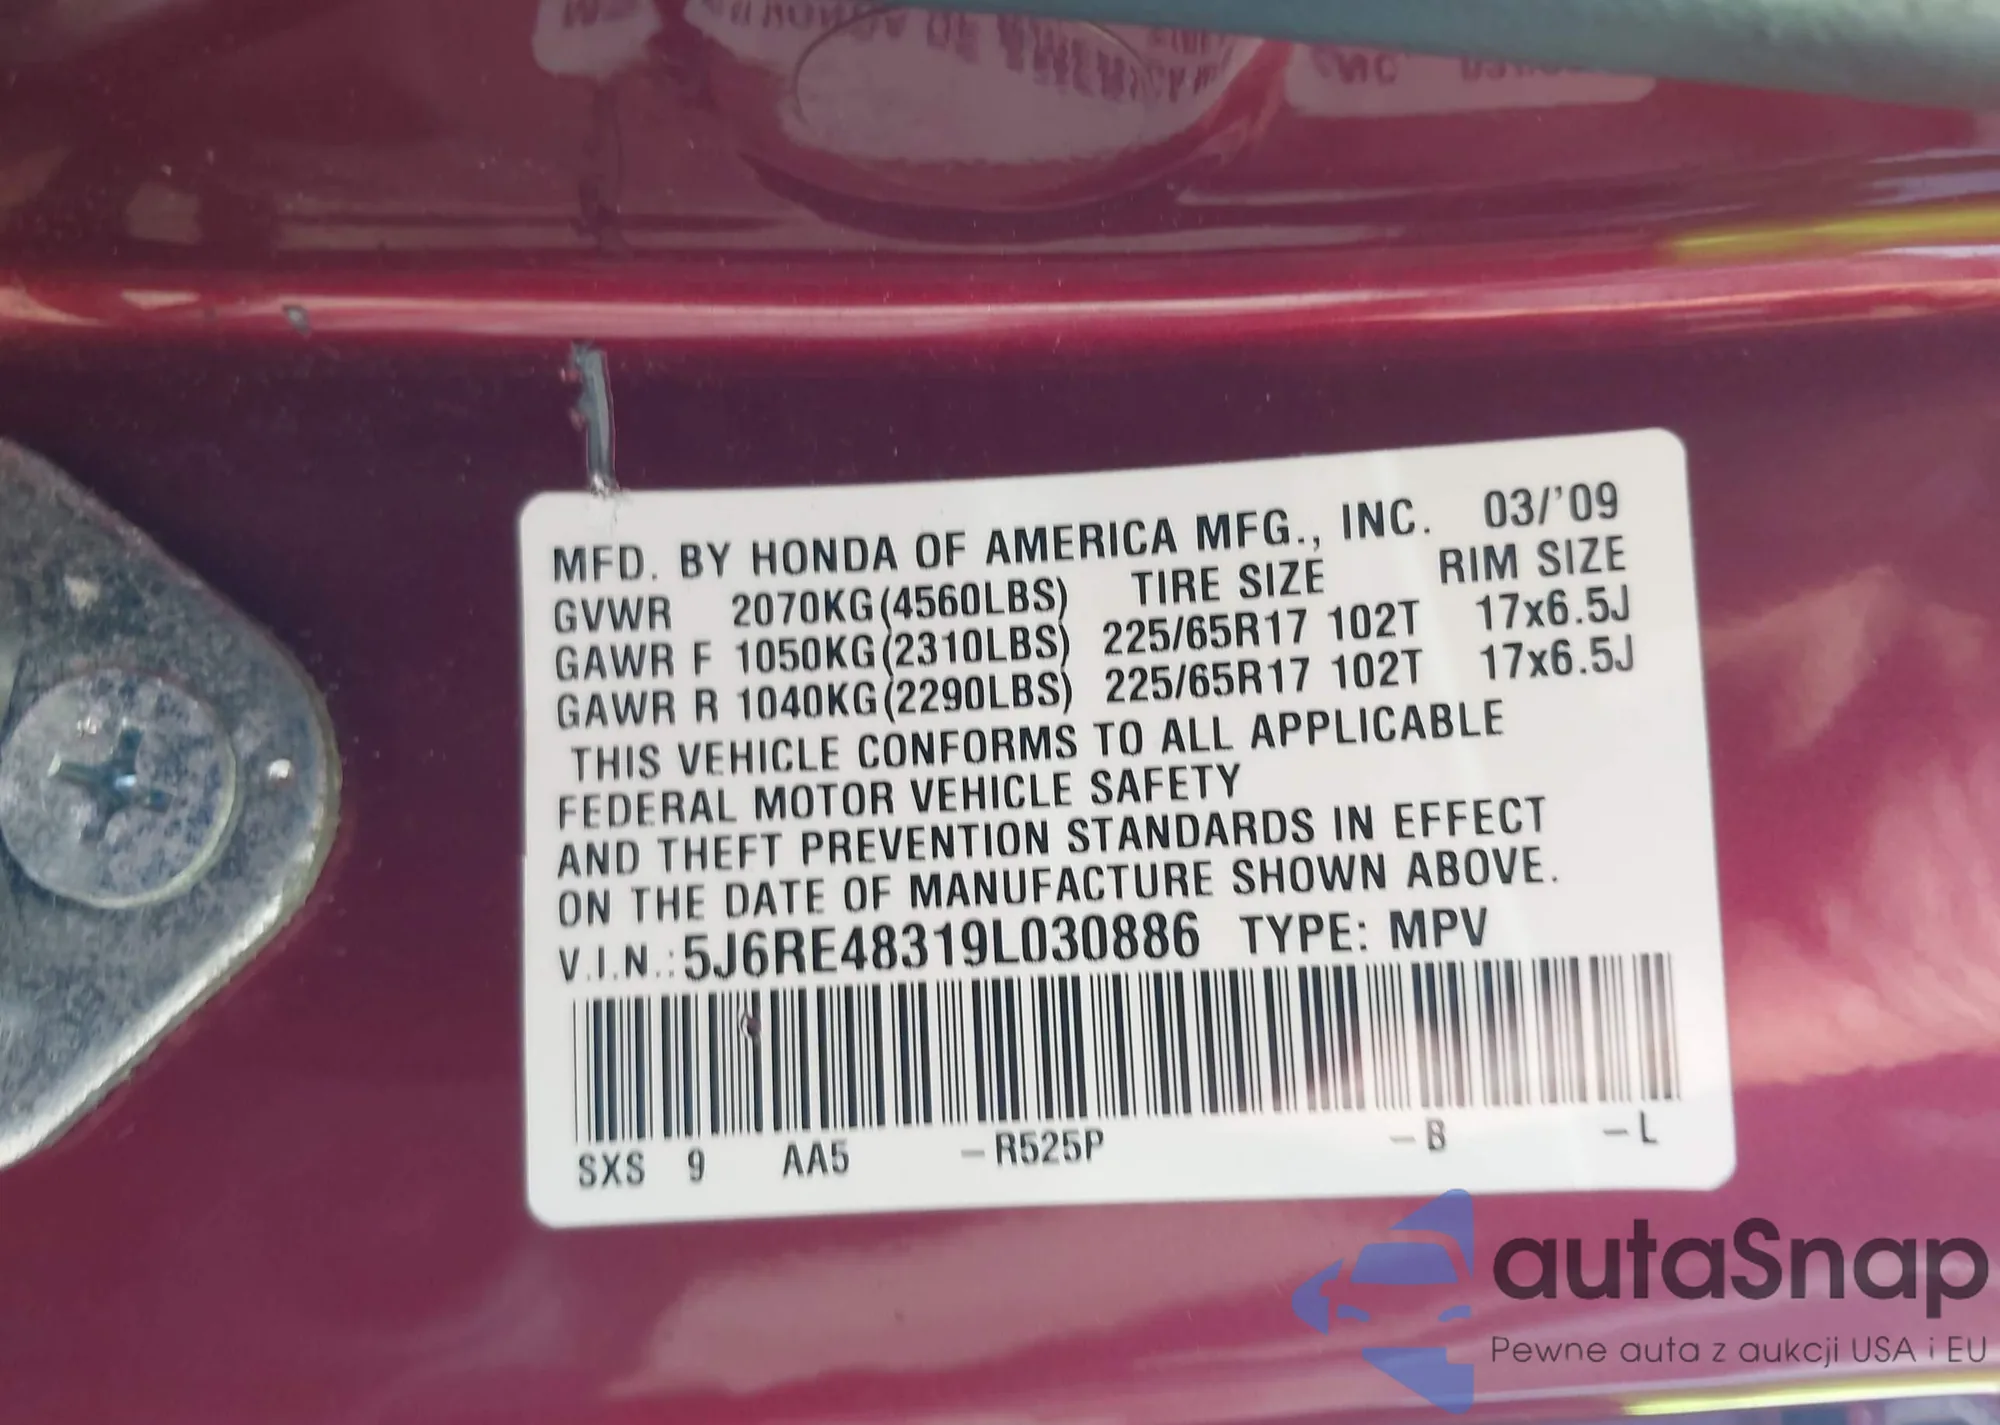 MFD. BY HONDA OF AMERICA MFG., INC. 03/'09
GVWR 2070KG(4560LBS) TIRE SIZE RIM SIZE
GAWR F 1050KG(2310LBS) 225/65R17 102T 17x6.5J
GAWR R 1040KG(2290LBS) 225/65R17 102T 17x6.5J
THIS VEHICLE CONFORMS TO ALL APPLICABLE
FEDERAL MOTOR VEHICLE SAFETY
AND THEFT PREVENTION STANDARDS IN EFFECT
ON THE DATE OF MANUFACTURE SHOWN ABOVE.
V.I.N.: 5J6RE48319L030886 TYPE: MPV
SXS 9 AA5 –R525P –B –L
autaSnap
Pewne auta z aukcji USA i EU